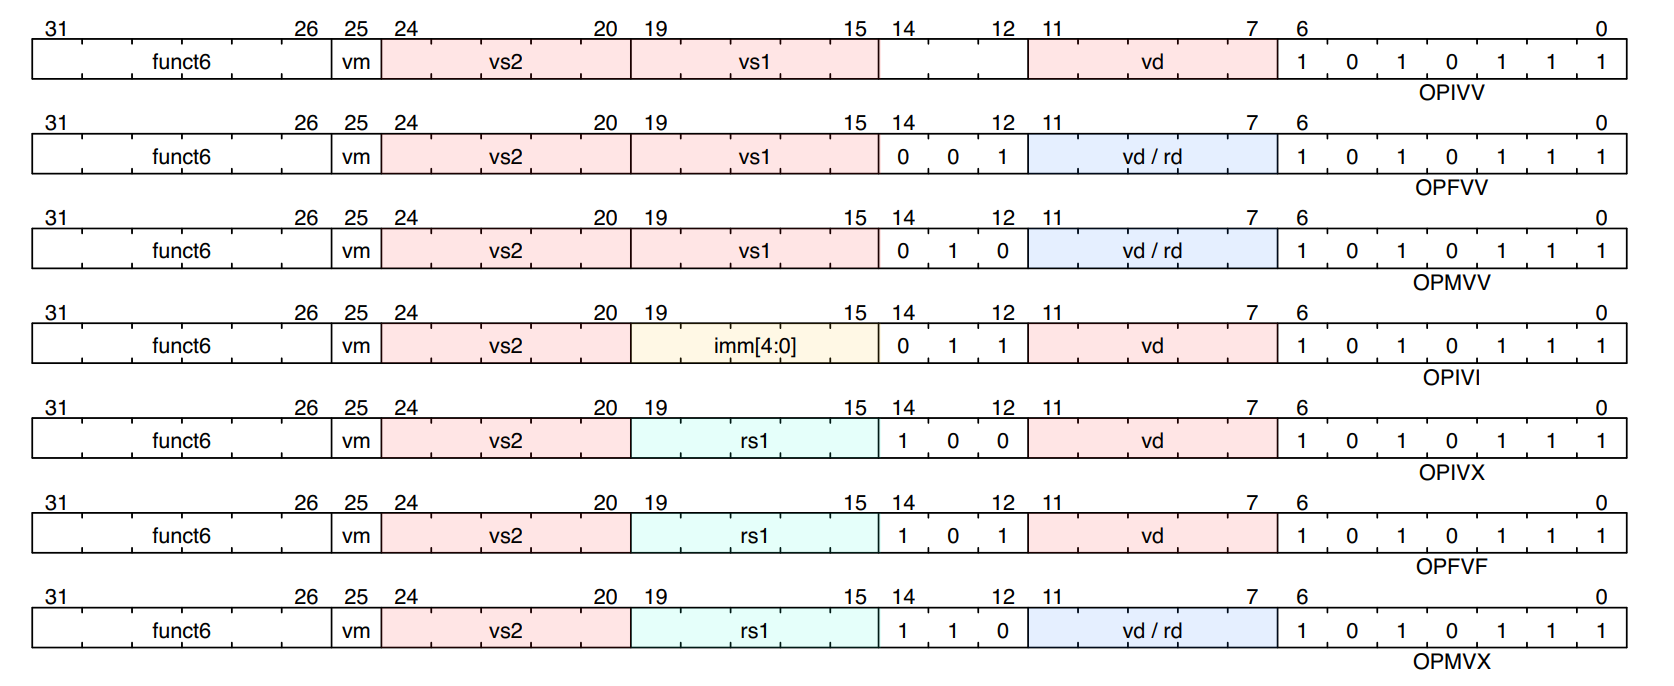 31 26 25 24 20 19 15 14 12 11 7 6 0
funct6 vm vs2 vs1 vd 1 0 1 0 1 1 1
OPIVV
31 26 25 24 20 19 15 14 12 11 7 6 0
funct6 vm vs2 vs1 0 0 1 vd / rd 1 0 1 0 1 1 1
OPFVV
31 26 25 24 20 19 15 14 12 11 7 6 0
funct6 vm vs2 vs1 0 1 0 vd / rd 1 0 1 0 1 1 1
OPMVV
31 26 25 24 20 19 15 14 12 11 7 6 0
funct6 vm vs2 imm[4:0] 0 1 1 vd 1 0 1 0 1 1 1
OPIVI
31 26 25 24 20 19 15 14 12 11 7 6 0
funct6 vm vs2 rs1 1 0 0 vd 1 0 1 0 1 1 1
OPIVX
31 26 25 24 20 19 15 14 12 11 7 6 0
funct6 vm vs2 rs1 1 0 1 vd 1 0 1 0 1 1 1
OPFVF
31 26 25 24 20 19 15 14 12 11 7 6 0
funct6 vm vs2 rs1 1 1 0 vd / rd 1 0 1 0 1 1 1
OPMVX